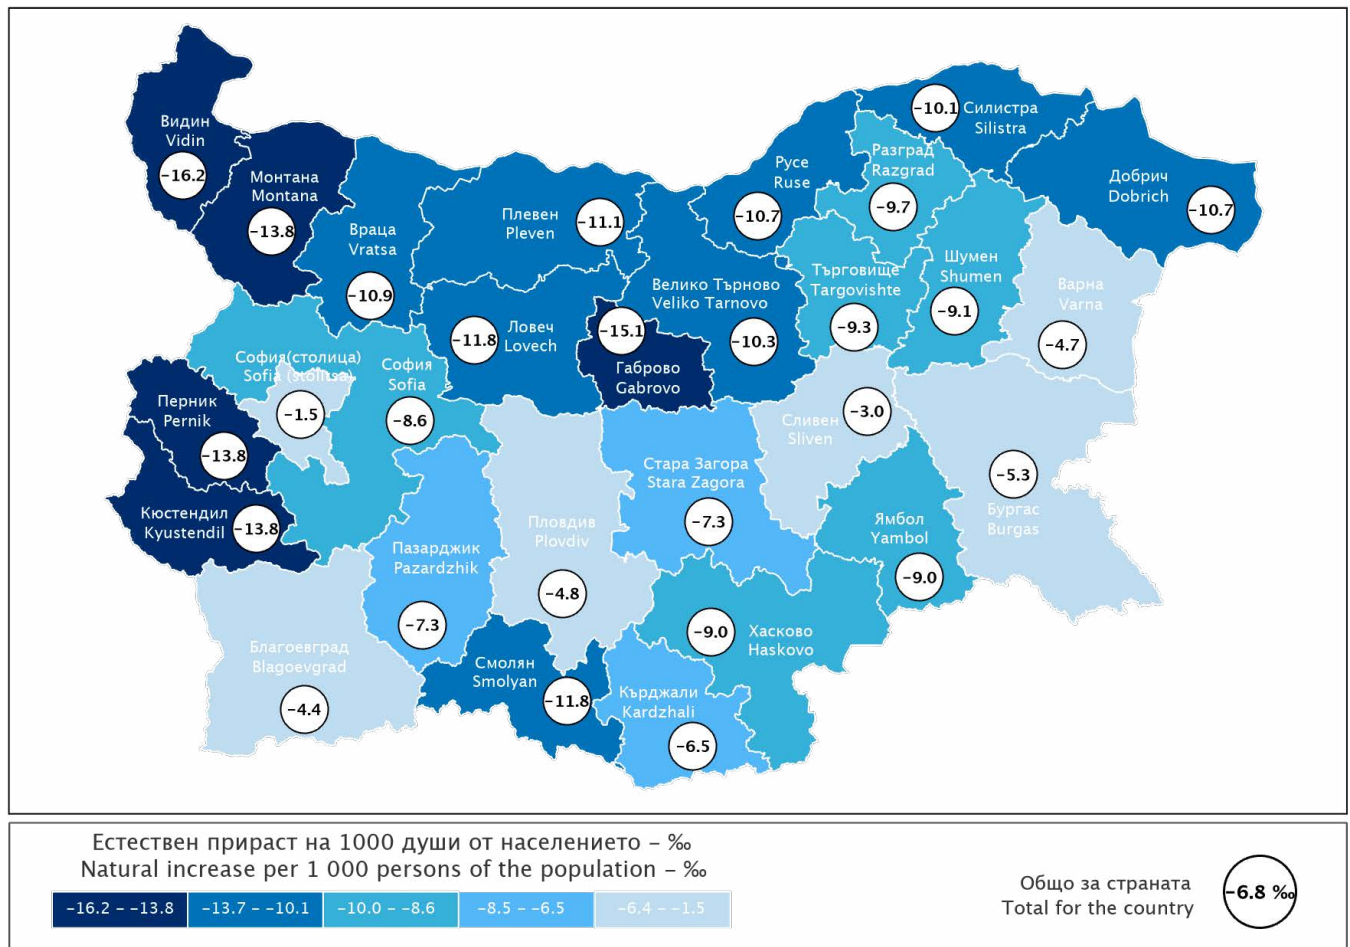 Видин
Vidin
−16.2
Монтана
Montana
−13.8
Враца
Vratsa
−10.9
Плевен
Pleven
−11.1
Ловеч
Lovech
−11.8
Велико Търново
Veliko Tarnovo
−10.3
−15.1
Габрово
Gabrovo
Русе
Ruse
−10.7
−10.1
Силистра
Silistra
Разград
Razgrad
−9.7
Добрич
Dobrich
−10.7
Търговище
Targovishte
−9.3
Шумен
Shumen
−9.1
Варна
Varna
−4.7
София(столица)
Sofia (stolitsa)
−1.5
София
Sofia
−8.6
Перник
Pernik
−13.8
Кюстендил
Kyustendil
−13.8
Сливен
Sliven
−3.0
Стара Загора
Stara Zagora
−7.3
−5.3
Бургас
Burgas
Ямбол
Yambol
−9.0
Пловдив
Plovdiv
−4.8
Пазарджик
Pazardzhik
−7.3
Благоевград
Blagoevgrad
−4.4
Смолян
Smolyan
−11.8
Хасково
Haskovo
−9.0
Кърджали
Kardzhali
−6.5
Естествен прираст на 1000 души от населението – ‰
Natural increase per 1 000 persons of the population – ‰
−16.2 – −13.8
−13.7 – −10.1
−10.0 – −8.6
−8.5 – −6.5
−6.4 – −1.5
Общо за страната
Total for the country
−6.8 ‰